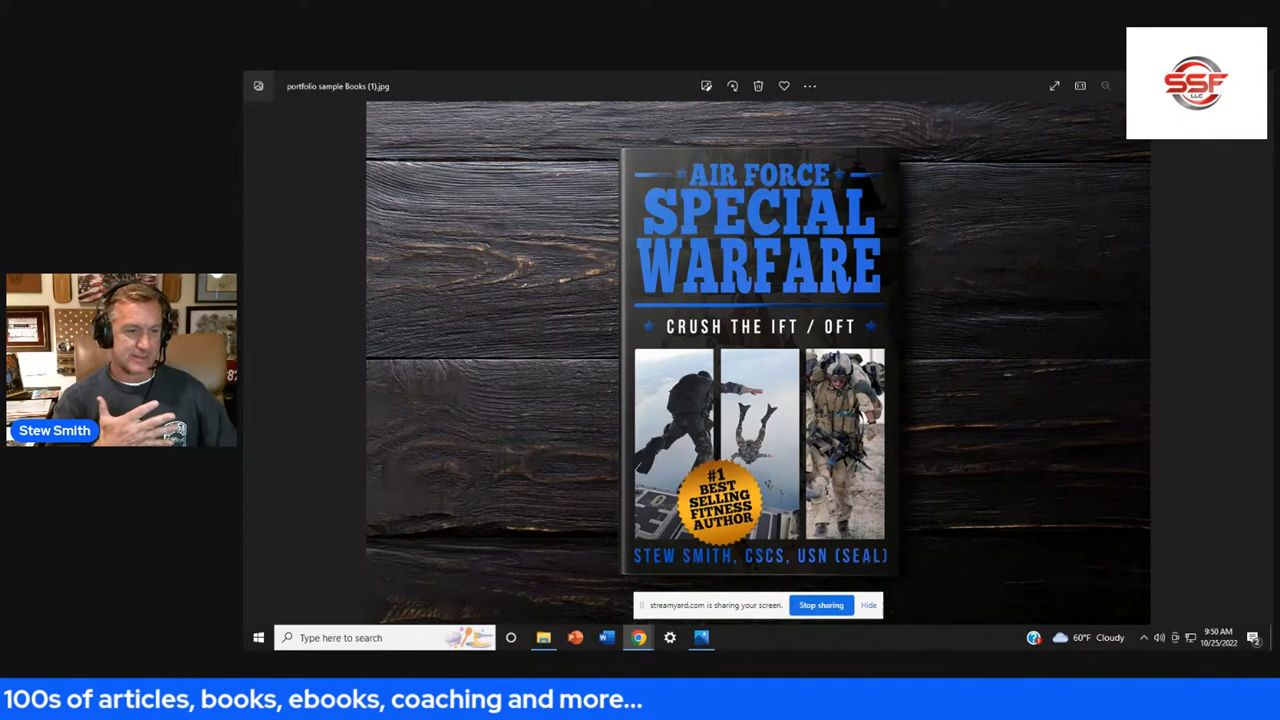 SSF
LLC
portfolio sample Books (1).jpg
AIR FORCE
SPECIAL
WARFARE
CRUSH THE IFT / OFT
#1
BEST
SELLING
FITNESS
AUTHOR
STEW SMITH, CSCS, USN (SEAL)
Stew Smith
streamyard.com is sharing your screen.
Stop sharing
Hide
Type here to search
60°F Cloudy
9:50 AM
10/25/2022
100s of articles, books, ebooks, coaching and more...